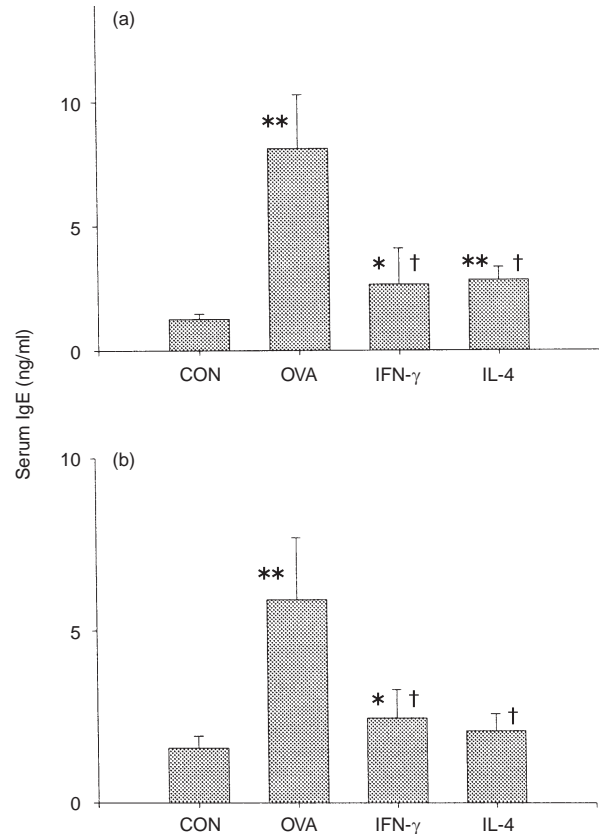 (a)
10
** 
* †
** †
5
0
CON OVA IFN-γ IL-4
Serum IgE (ng/ml)
10
(b)
**
5
* †
†
0
CON OVA IFN-γ IL-4